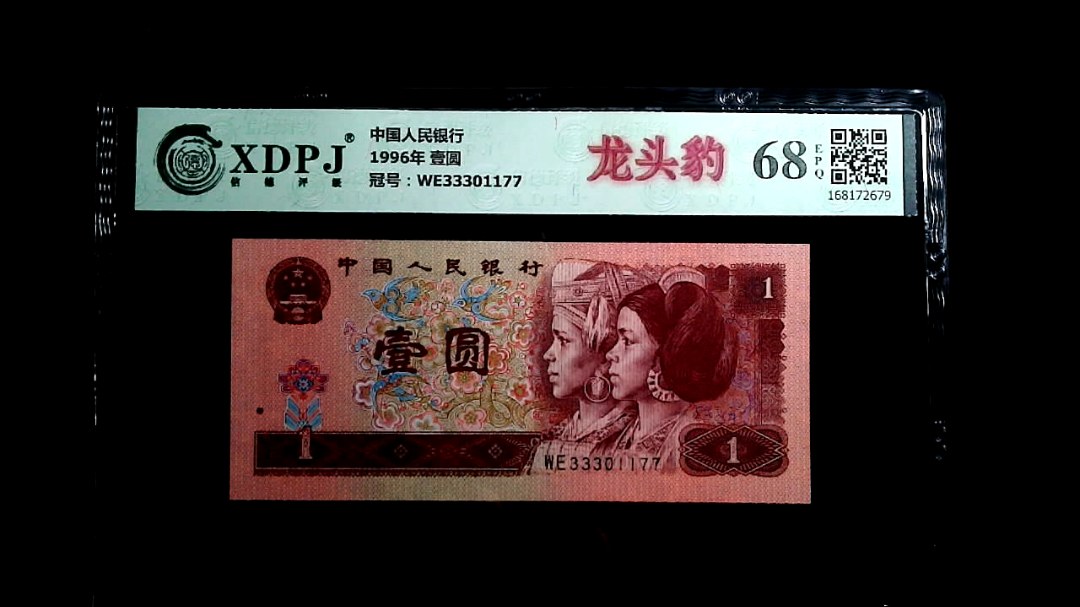 XDPJ®
信德评级
中国人民银行
1996年 壹圆
冠号：WE33301177
龙头豹
68
EPQ
168172679
中国人民银行
1
壹圆
1
WE33301177
1